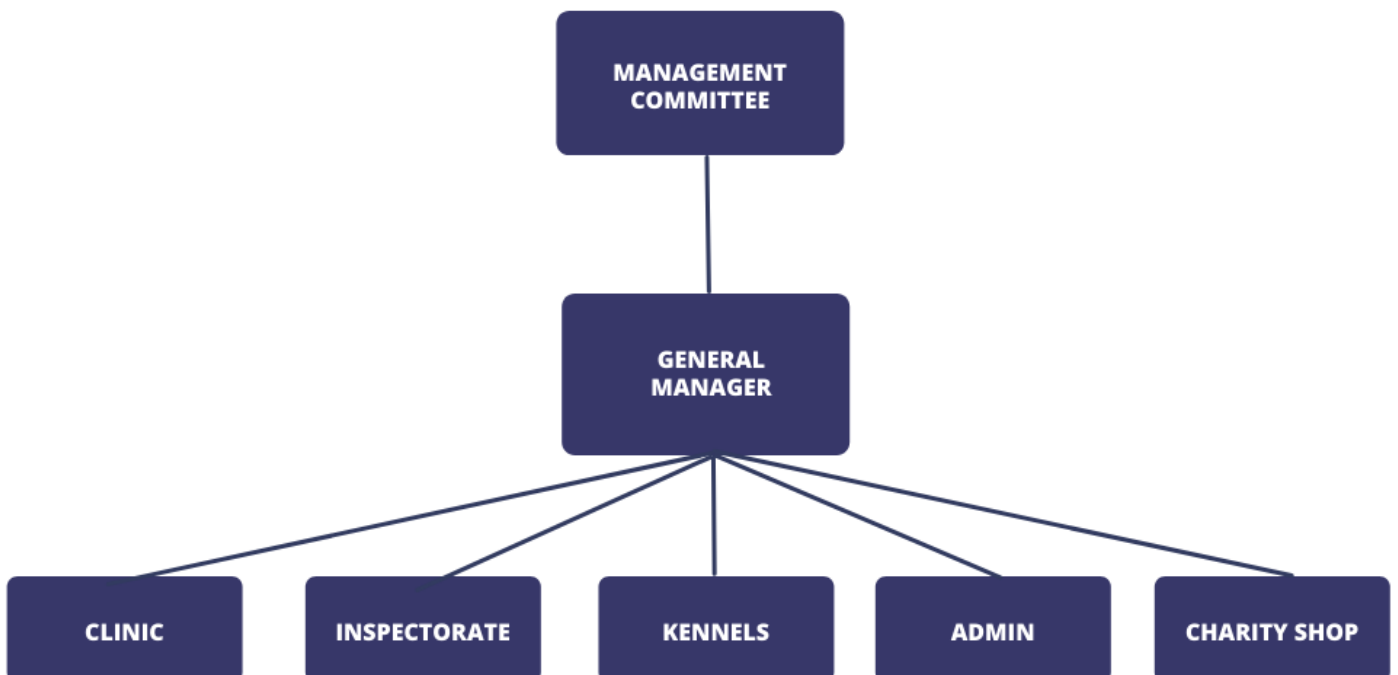 MANAGEMENT
COMMITTEE
GENERAL
MANAGER
CLINIC
INSPECTORATE
KENNELS
ADMIN
CHARITY SHOP